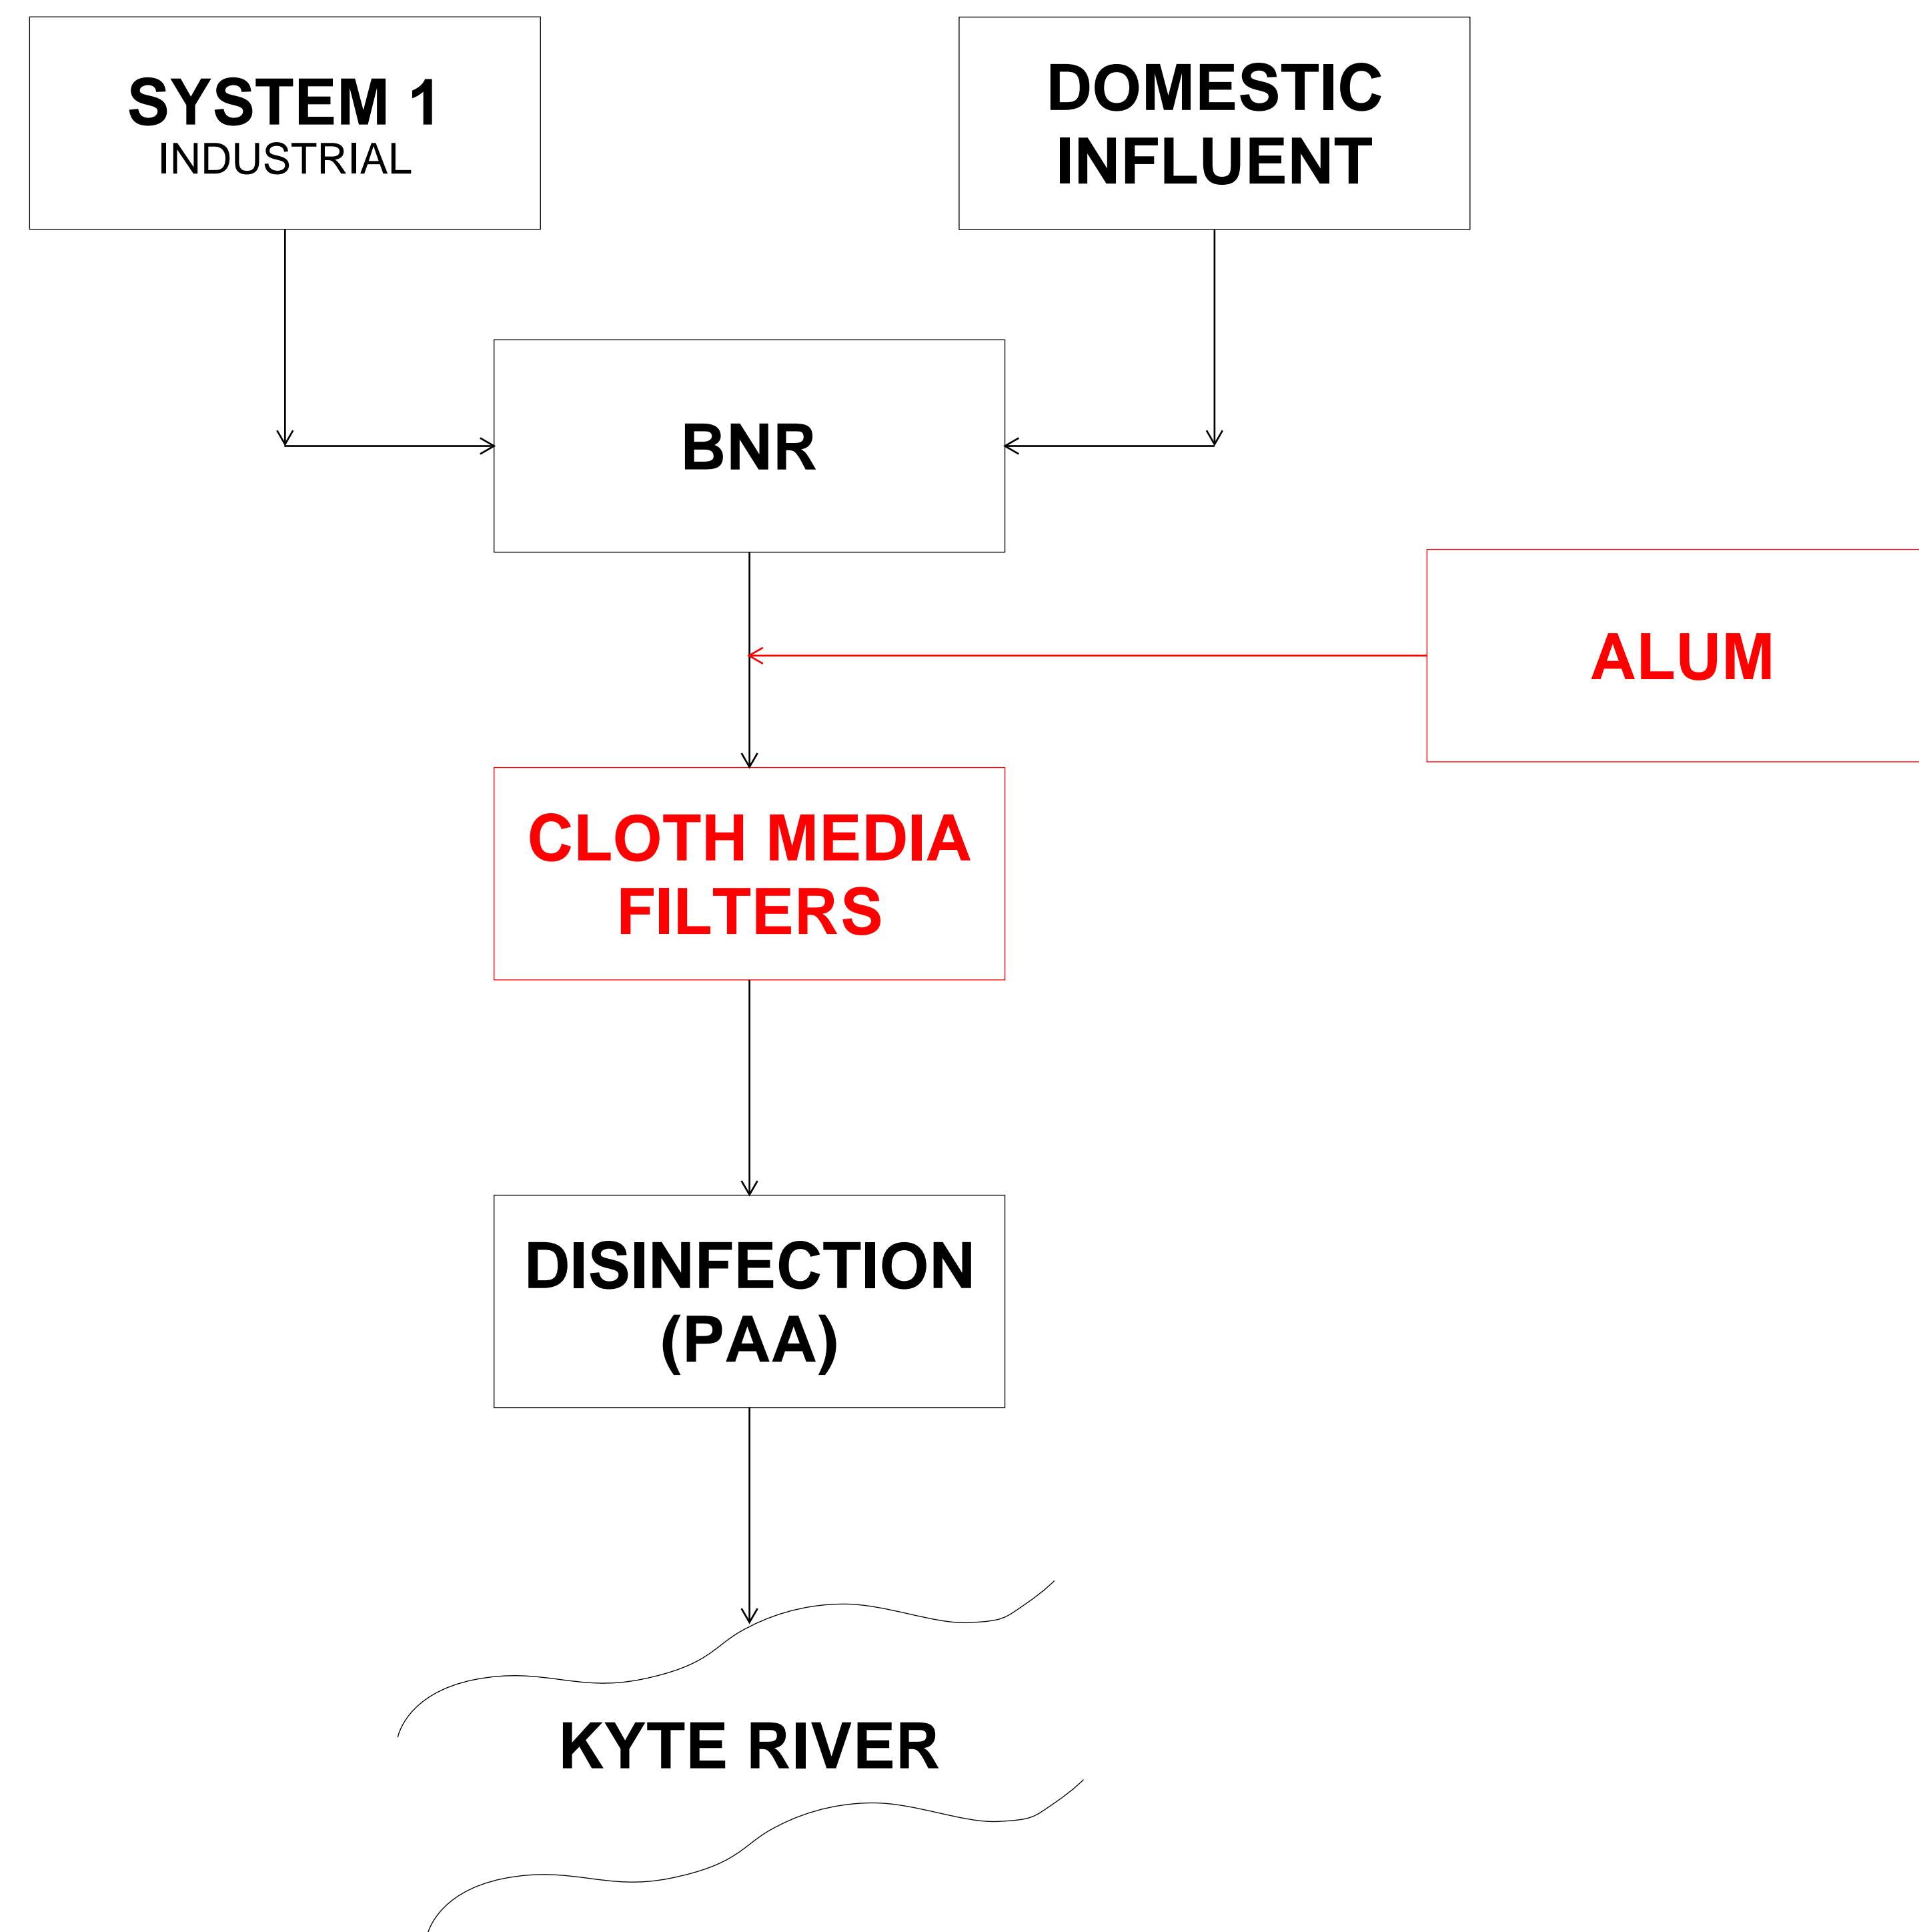 SYSTEM 1
INDUSTRIAL
DOMESTIC
INFLUENT
BNR
ALUM
CLOTH MEDIA
FILTERS
DISINFECTION
(PAA)
KYTE RIVER